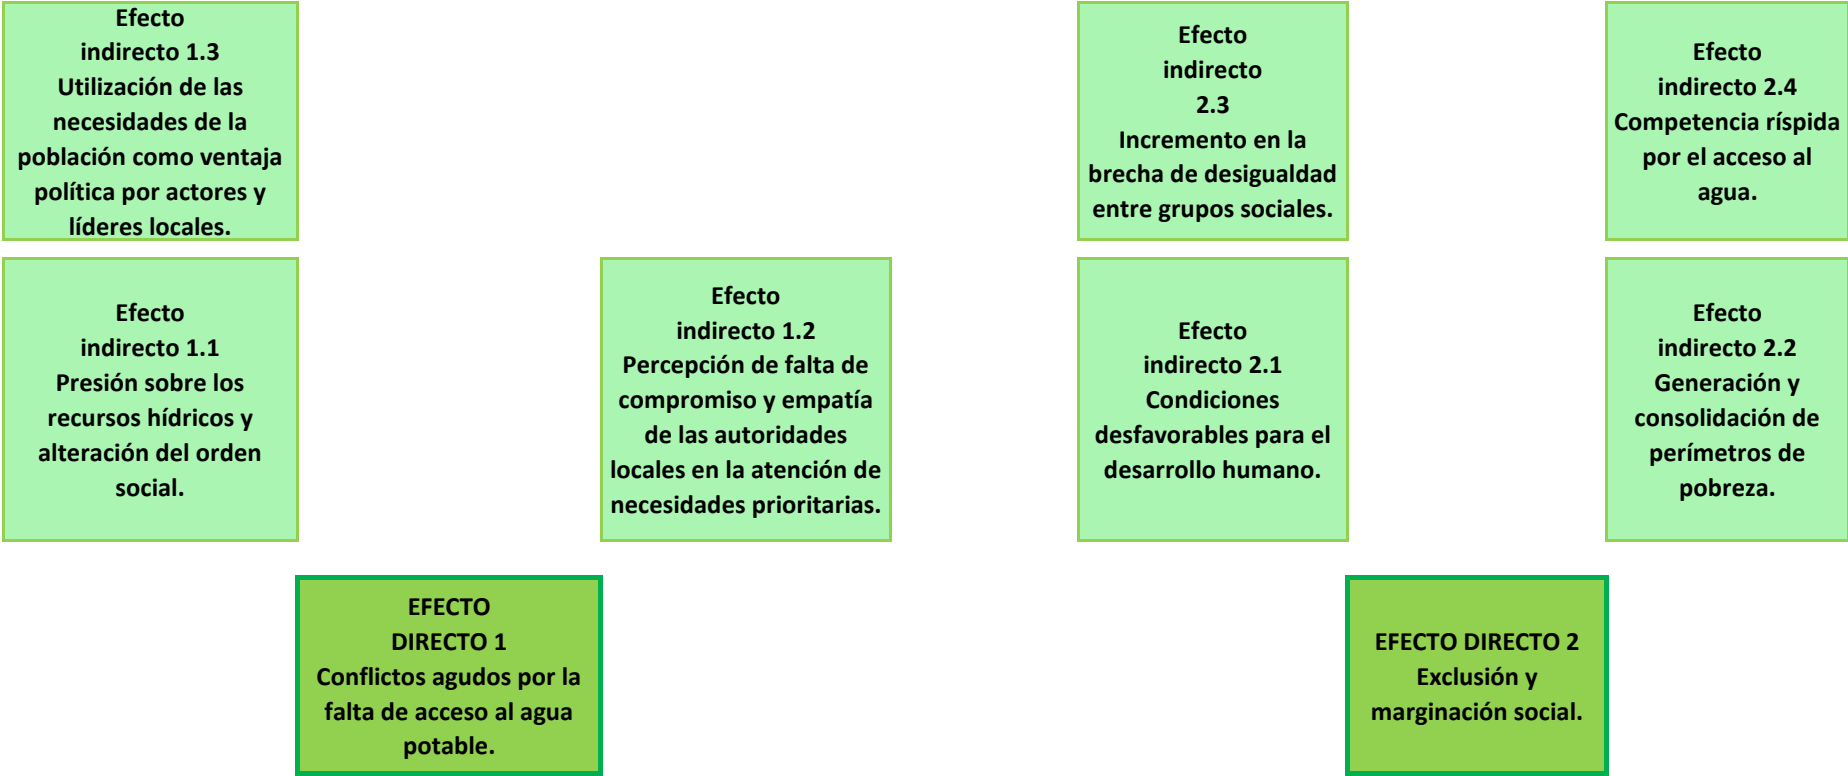 Efecto
indirecto 1.3
Utilización de las
necesidades de la
población como ventaja
política por actores y
líderes locales.
Efecto
indirecto
2.3
Incremento en la
brecha de desigualdad
entre grupos sociales.
Efecto
indirecto 2.4
Competencia ríspida
por el acceso al
agua.
Efecto
indirecto 1.1
Presión sobre los
recursos hídricos y
alteración del orden
social.
Efecto
indirecto 1.2
Percepción de falta de
compromiso y empatía
de las autoridades
locales en la atención de
necesidades prioritarias.
Efecto
indirecto 2.1
Condiciones
desfavorables para el
desarrollo humano.
Efecto
indirecto 2.2
Generación y
consolidación de
perímetros de
pobreza.
EFECTO
DIRECTO 1
Conflictos agudos por la
falta de acceso al agua
potable.
EFECTO DIRECTO 2
Exclusión y
marginación social.